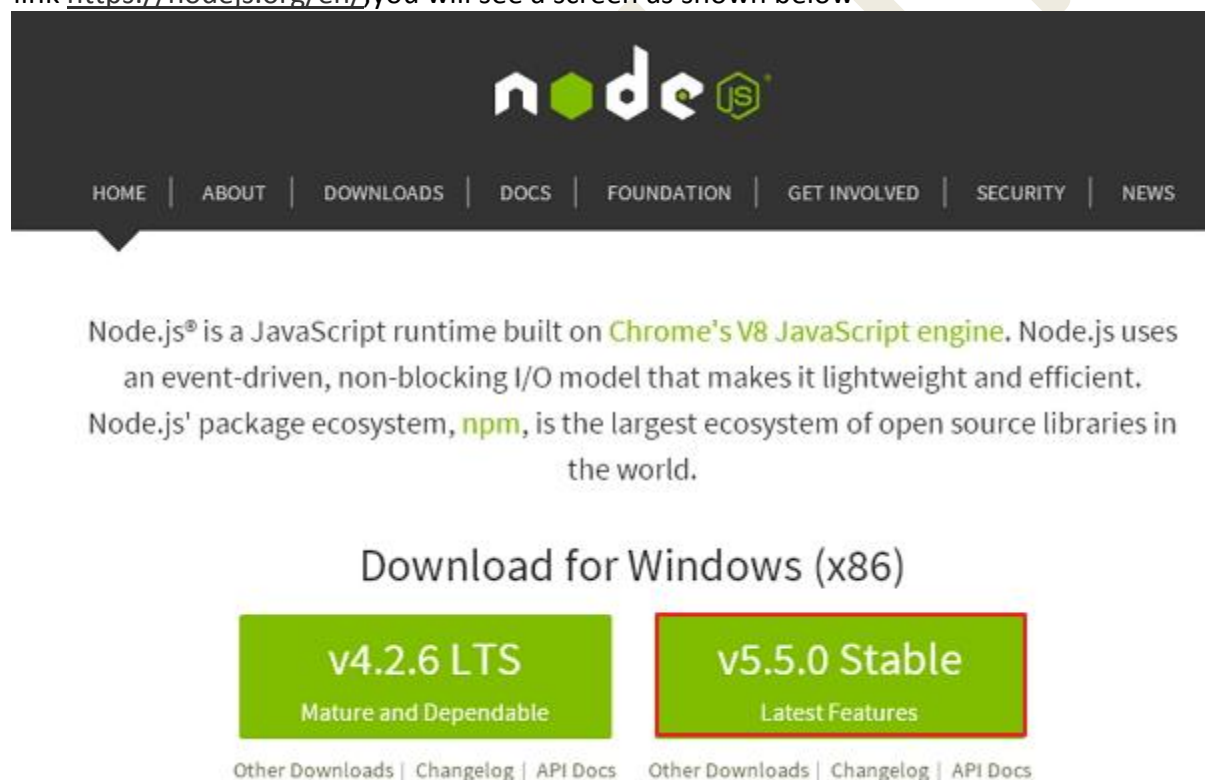 link https://nodejs.org/en/,you will see a screen as shown below
node JS
HOME | ABOUT | DOWNLOADS | DOCS | FOUNDATION | GET INVOLVED | SECURITY | NEWS
Node.js® is a JavaScript runtime built on Chrome's V8 JavaScript engine. Node.js uses
an event-driven, non-blocking I/O model that makes it lightweight and efficient.
Node.js' package ecosystem, npm, is the largest ecosystem of open source libraries in
the world.
Download for Windows (x86)
v4.2.6 LTS
Mature and Dependable
v5.5.0 Stable
Latest Features
Other Downloads | Changelog | API Docs
Other Downloads | Changelog | API Docs